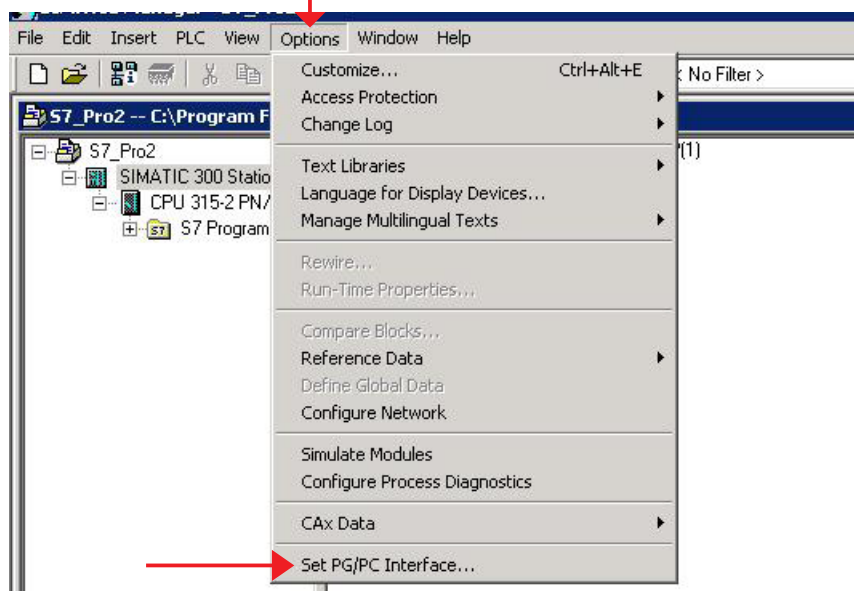 File Edit Insert PLC View Options Window Help
< No Filter >
S7_Pro2 -- C:\Program F
S7_Pro2
SIMATIC 300 Statio
CPU 315-2 PN/
S7 Program
S7
Customize... Ctrl+Alt+E
Access Protection
Change Log
Text Libraries
Language for Display Devices...
Manage Multilingual Texts
Rewire...
Run-Time Properties...
Compare Blocks...
Reference Data
Define Global Data
Configure Network
Simulate Modules
Configure Process Diagnostics
CAx Data
Set PG/PC Interface...
(1)